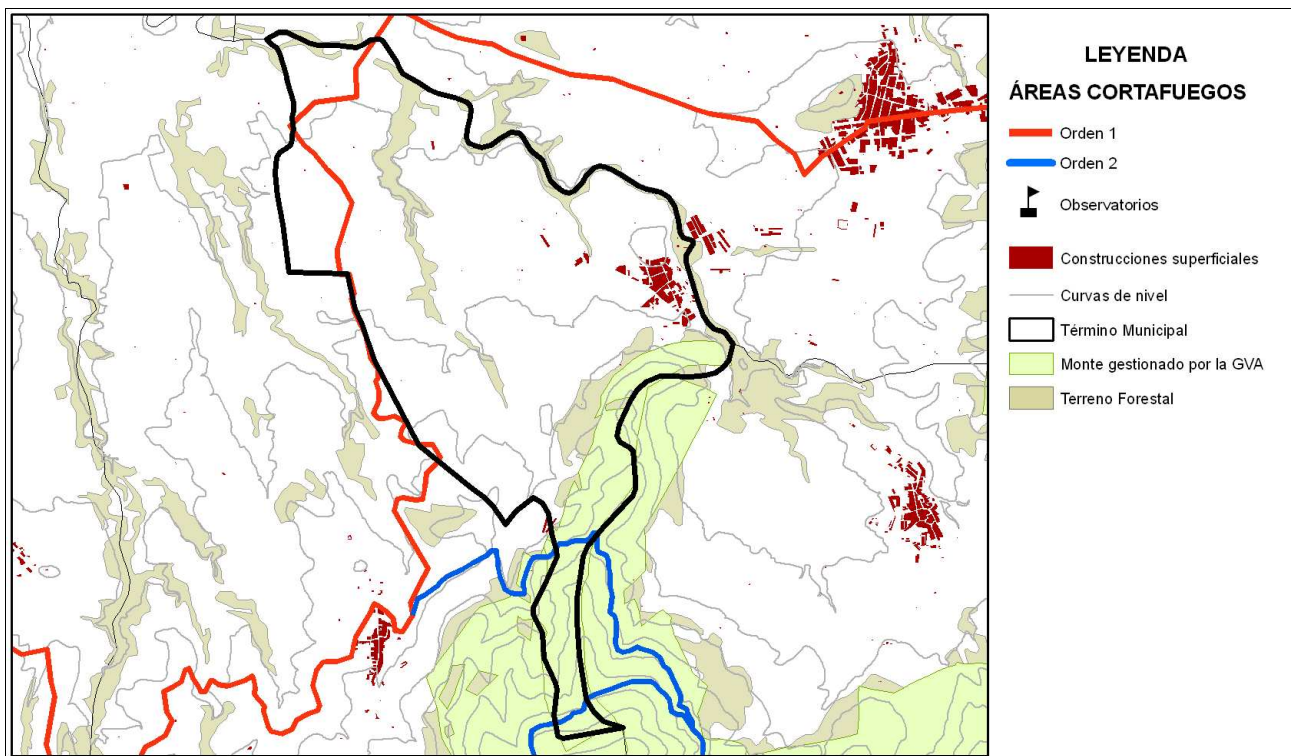 LEYENDA
ÁREAS CORTAFUEGOS
Orden 1
Orden 2
Observatorios
Construcciones superficiales
Curvas de nivel
Término Municipal
Monte gestionado por la GVA
Terreno Forestal